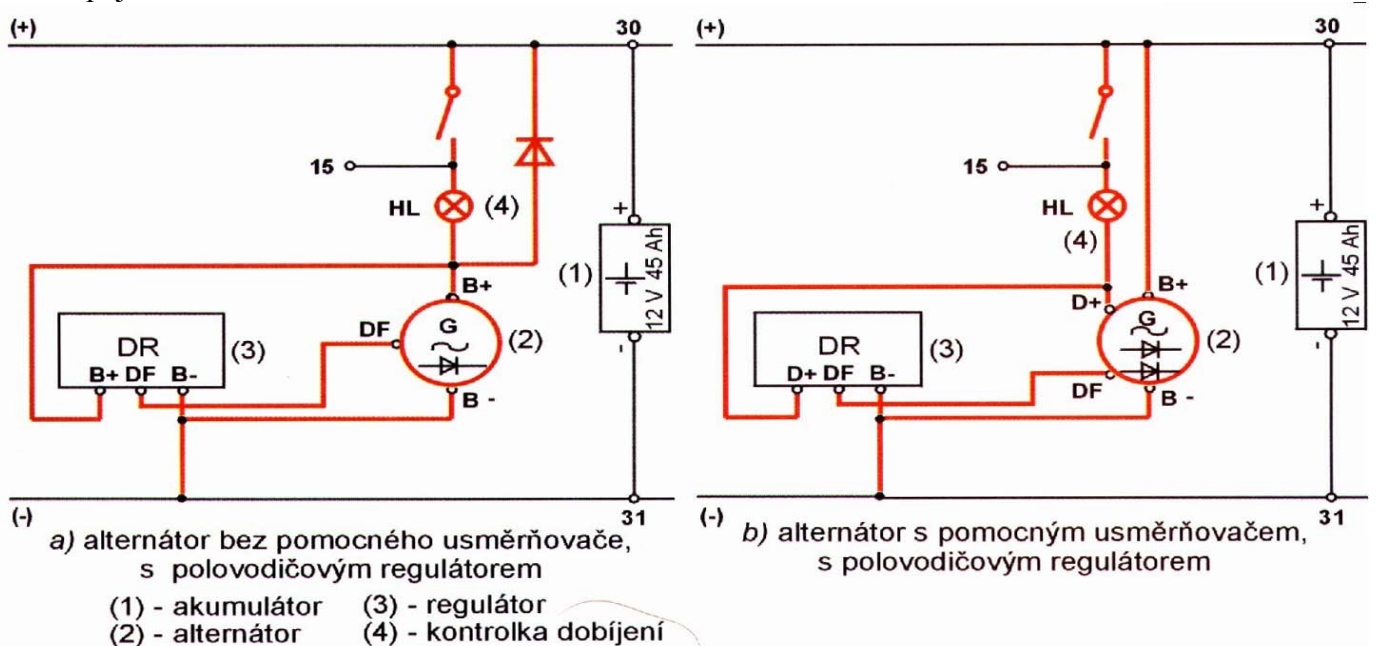 (+)
30
15
HL
(4)
B+
DF
G
(2)
B -
DR
(3)
B+ DF B-
(1)
+
12 V 45 Ah
-
(-)
31
a) alternátor bez pomocného usměrňovače,
s polovodičovým regulátorem
(1) - akumulátor (3) - regulátor
(2) - alternátor (4) - kontrolka dobíjení
(+)
30
15
HL
(4)
D+
B+
G
(2)
DF
B -
DR
(3)
D+ DF B-
(1)
+
12 V 45 Ah
-
(-)
31
b) alternátor s pomocným usměrňovačem,
s polovodičovým regulátorem